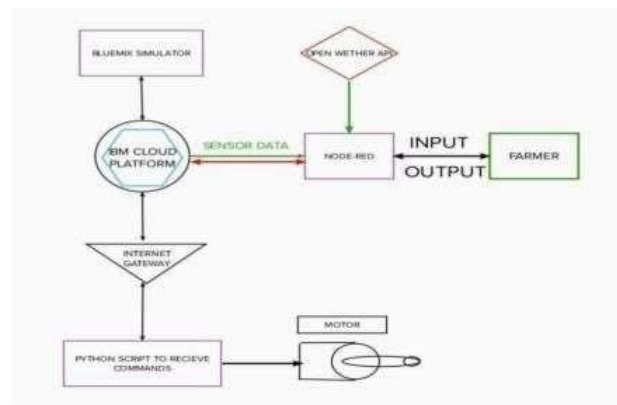 BLUEMIX SIMULATOR
OPEN WETHER API
IBM CLOUD
PLATFORM
SENSOR DATA
NODE-RED
INPUT
OUTPUT
FARMER
INTERNET
GATEWAY
MOTOR
PYTHON SCRIPT TO RECIEVE
COMMANDS